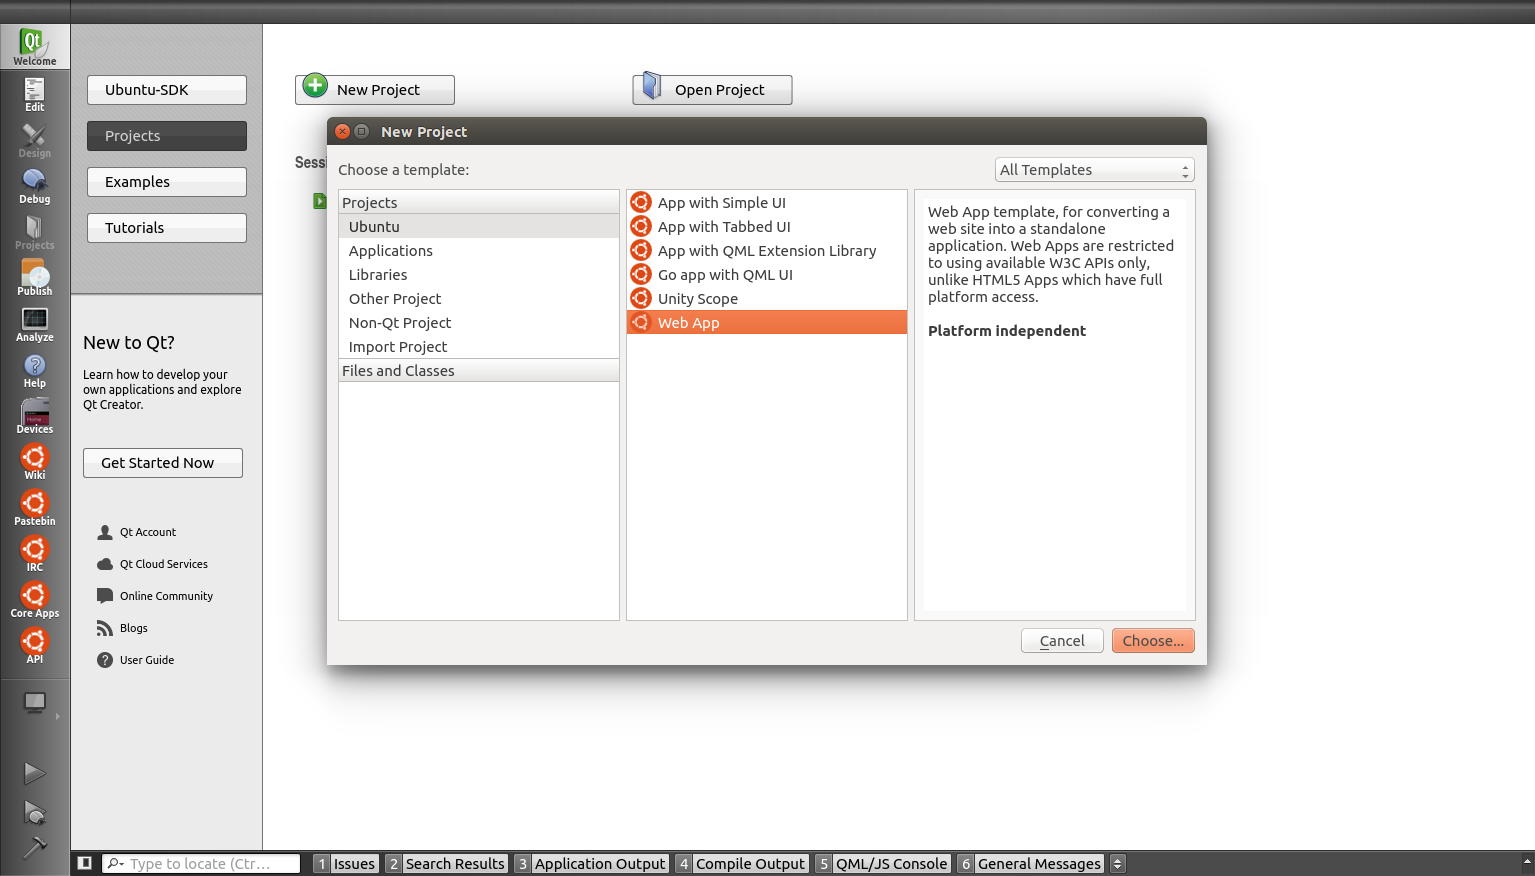 Qt
Welcome
Edit
Design
Debug
Projects
Publish
Analyze
Help
Devices
Wiki
Pastebin
IRC
Core Apps
API
Ubuntu-SDK
Projects
Examples
Tutorials
New to Qt?
Learn how to develop your
own applications and explore
Qt Creator.
Get Started Now
Qt Account
Qt Cloud Services
Online Community
Blogs
User Guide
New Project
Open Project
Sessi
New Project
Choose a template:
All Templates
Projects
Ubuntu
Applications
Libraries
Other Project
Non-Qt Project
Import Project
Files and Classes
App with Simple UI
App with Tabbed UI
App with QML Extension Library
Go app with QML UI
Unity Scope
Web App
Web App template, for converting a
web site into a standalone
application. Web Apps are restricted
to using available W3C APIs only,
unlike HTML5 Apps which have full
platform access.
Platform independent
Cancel
Choose...
Type to locate (Ctr...
1 Issues
2 Search Results
3 Application Output
4 Compile Output
5 QML/JS Console
6 General Messages